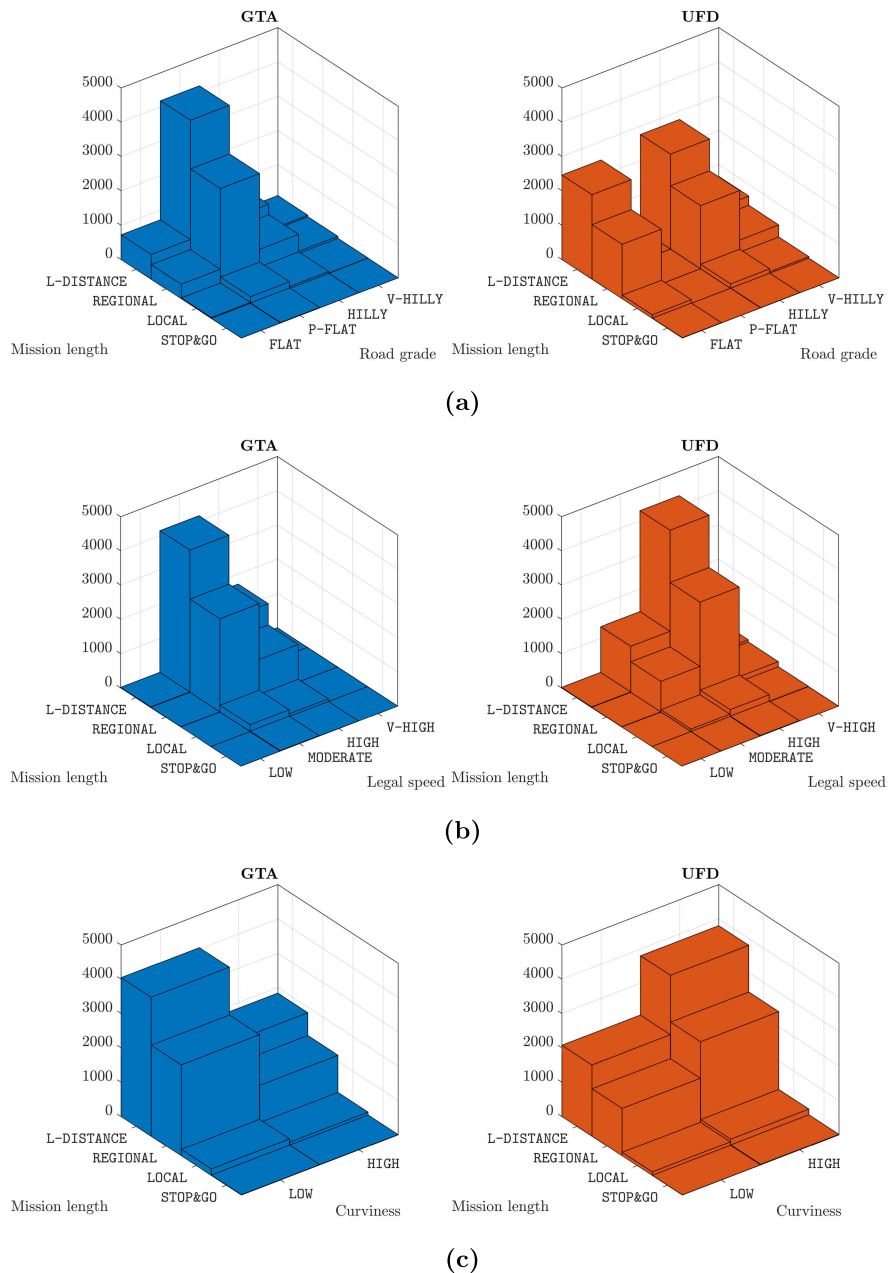 GTA
5000
4000
3000
2000
1000
0
L-DISTANCE
REGIONAL
LOCAL
STOP&GO
Mission length
FLAT
P-FLAT
HILLY
V-HILLY
Road grade
UFD
5000
4000
3000
2000
1000
0
L-DISTANCE
REGIONAL
LOCAL
STOP&GO
Mission length
FLAT
P-FLAT
HILLY
V-HILLY
Road grade
(a)
GTA
5000
4000
3000
2000
1000
0
L-DISTANCE
REGIONAL
LOCAL
STOP&GO
Mission length
LOW
MODERATE
HIGH
V-HIGH
Legal speed
UFD
5000
4000
3000
2000
1000
0
L-DISTANCE
REGIONAL
LOCAL
STOP&GO
Mission length
LOW
MODERATE
HIGH
V-HIGH
Legal speed
(b)
GTA
5000
4000
3000
2000
1000
0
L-DISTANCE
REGIONAL
LOCAL
STOP&GO
Mission length
LOW
HIGH
Curviness
UFD
5000
4000
3000
2000
1000
0
L-DISTANCE
REGIONAL
LOCAL
STOP&GO
Mission length
LOW
HIGH
Curviness
(c)